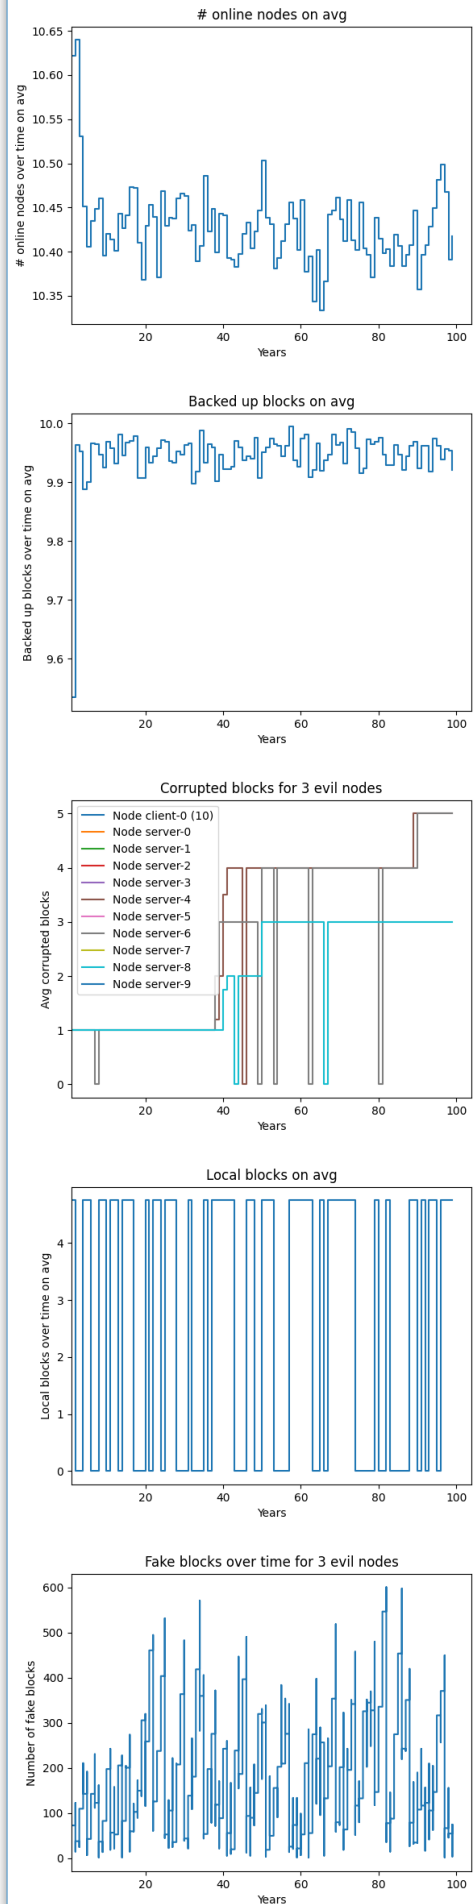 # online nodes on avg
10.65
10.60
10.55
10.50
10.45
10.40
10.35
# online nodes over time on avg
20 40 60 80 100
Years
Backed up blocks on avg
10.0
9.9
9.8
9.7
9.6
Backed up blocks over time on avg
20 40 60 80 100
Years
Corrupted blocks for 3 evil nodes
5
4
3
2
1
0
Avg corrupted blocks
Node client-0 (10)
Node server-0
Node server-1
Node server-2
Node server-3
Node server-4
Node server-5
Node server-6
Node server-7
Node server-8
Node server-9
20 40 60 80 100
Years
Local blocks on avg
4
3
2
1
0
Local blocks over time on avg
20 40 60 80 100
Years
Fake blocks over time for 3 evil nodes
600
500
400
300
200
100
0
Number of fake blocks
20 40 60 80 100
Years